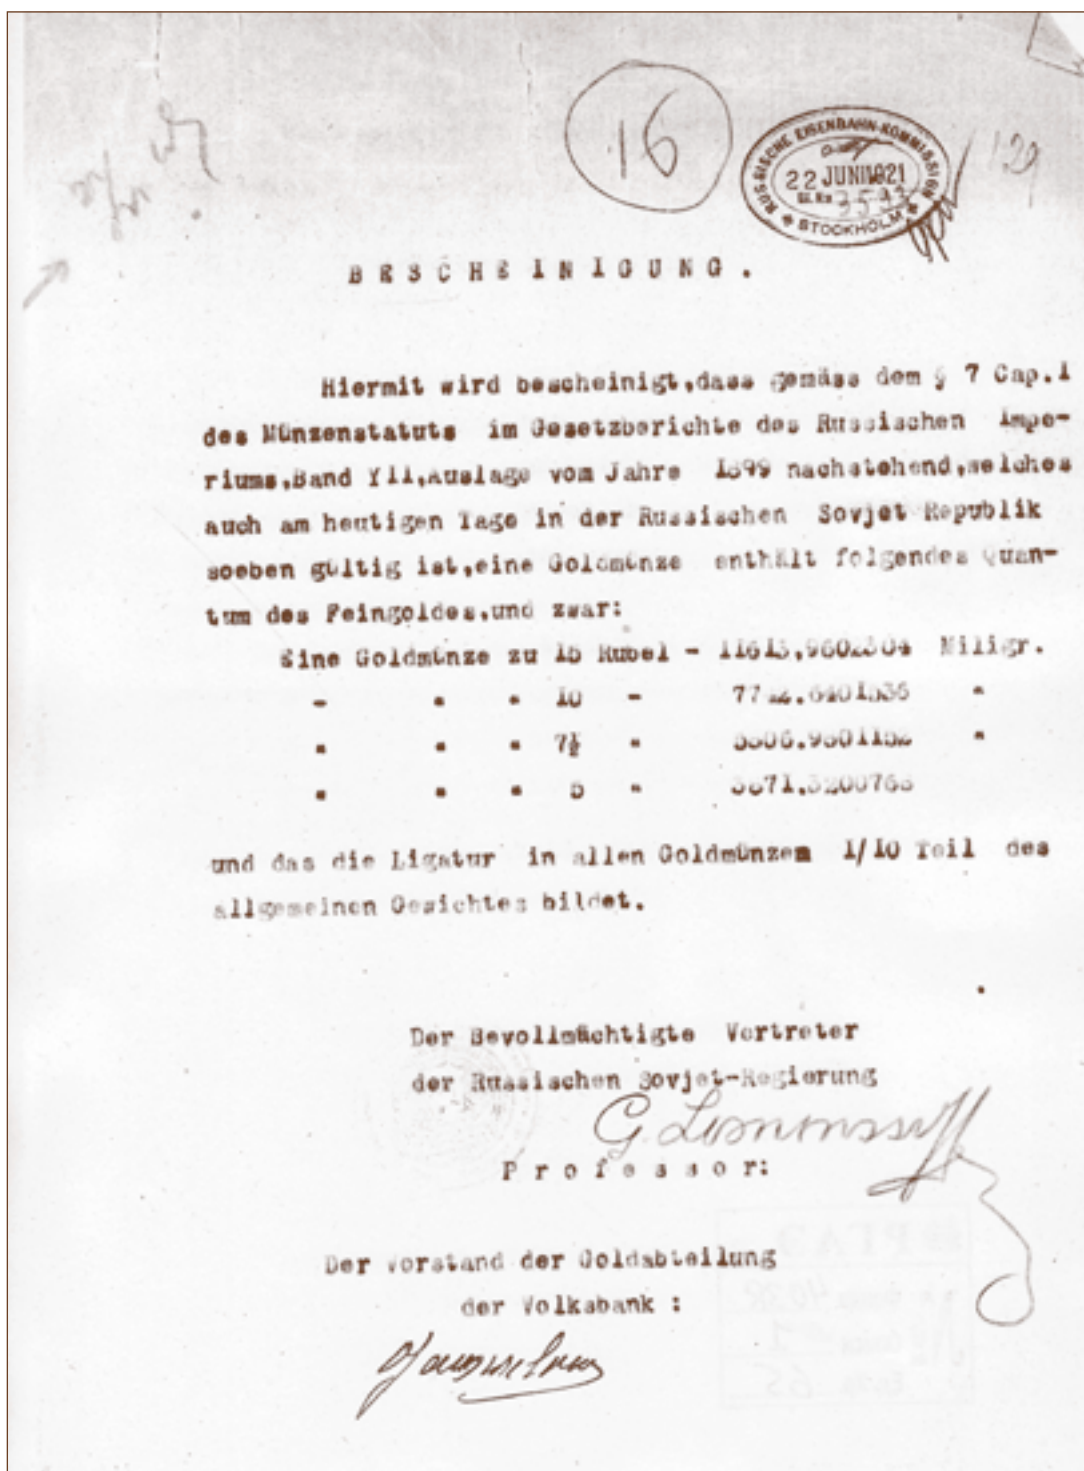 16
RUSSISCHE EISENBAHN-KOMMISSION
22 JUNI 1921
STOCKHOLM
BESCHEINIGUNG.
Hiermit wird bescheinigt,dass gemäss dem § 7 Cap.1
des Münzenstatuts im Gesetzberichte des Russischen Impe-
riums,Band Y11,Auslage vom Jahre 1899 nachstehend,welches
auch am heutigen Tage in der Russischen Sovjet Republik
soeben gültig ist,eine Goldmünze enthält folgendes Quan-
tum des Feingoldes,und zwar:
Eine Goldmünze zu 15 Rubel - 11613,9602304 Miligr.
- " " 10 - 7742.6401536 "
" " " 7½ " 5806.9801152 "
" " " 5 " 3871.3200768
und das die Ligatur in allen Goldmünzem 1/10 Teil des
allgemeinen Gewichtes bildet.
Der Bevollmächtigte Vertreter
der Russischen Sovjet-Regierung
G. Lomonossoff
Professor:
Der Vorstand der Goldabteilung
der Volksbank :